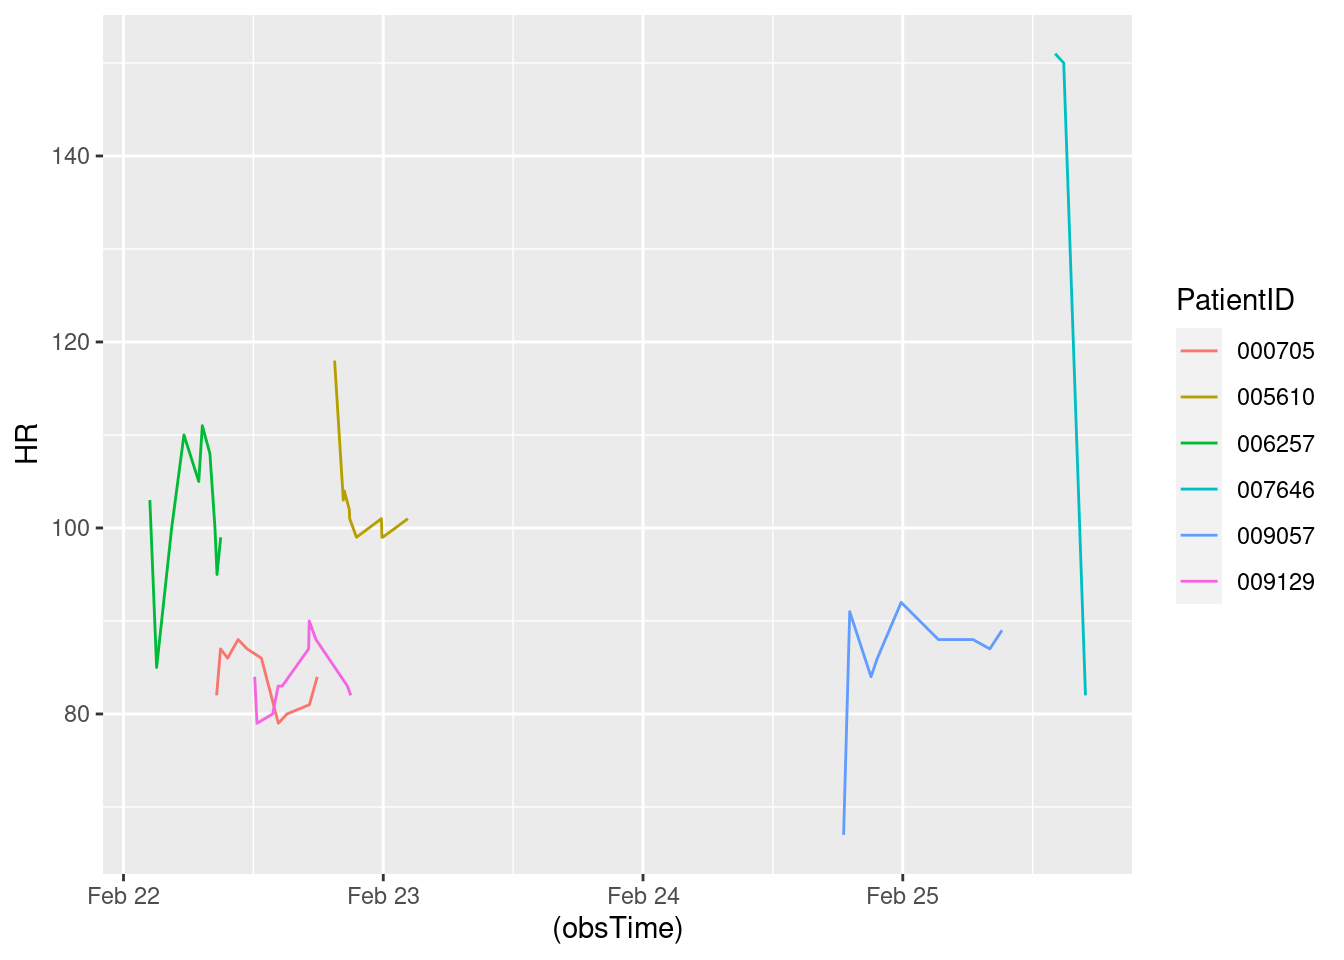 140
120
100
80
HR
Feb 22
Feb 23
Feb 24
Feb 25
(obsTime)
PatientID
000705
005610
006257
007646
009057
009129